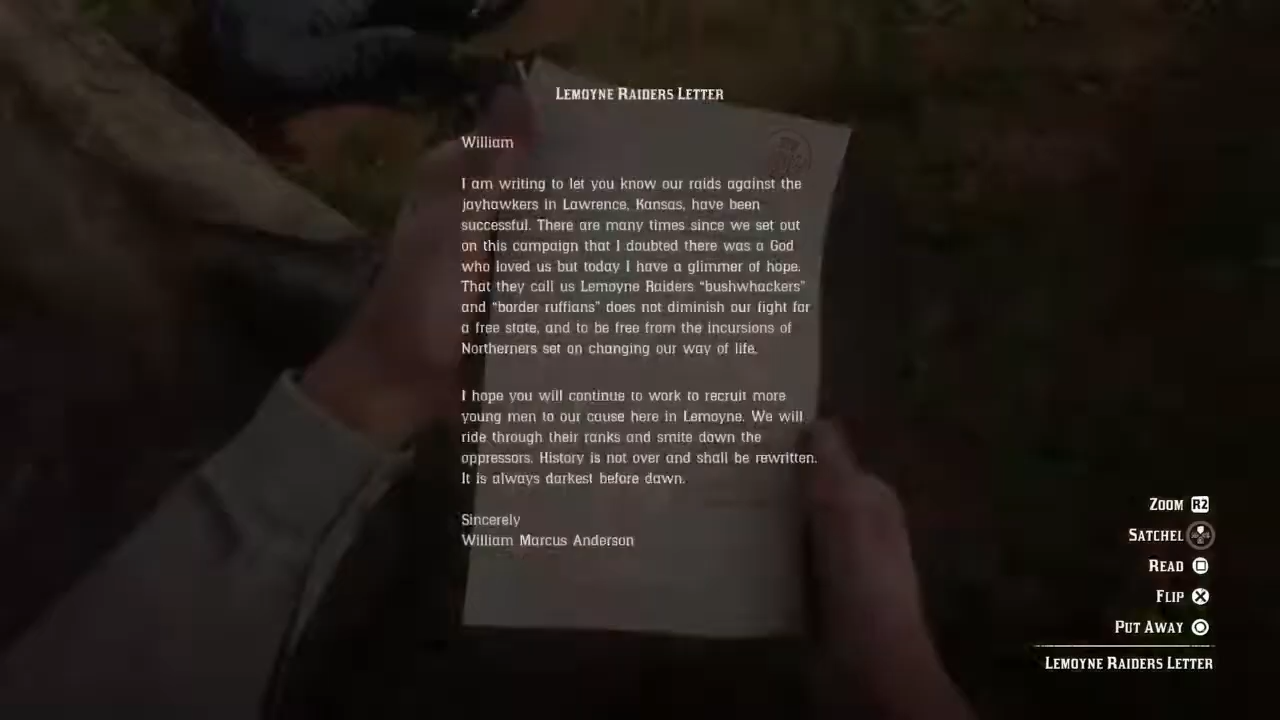 LEMOYNE RAIDERS LETTER
William
I am writing to let you know our raids against the
jayhawkers in Lawrence, Kansas, have been
successful. There are many times since we set out
on this campaign that I doubted there was a God
who loved us but today I have a glimmer of hope.
That they call us Lemoyne Raiders “bushwhackers”
and “border ruffians” does not diminish our fight for
a free state, and to be free from the incursions of
Northerners set on changing our way of life.
I hope you will continue to work to recruit more
young men to our cause here in Lemoyne. We will
ride through their ranks and smite down the
oppressors. History is not over and shall be rewritten.
It is always darkest before dawn.
Sincerely
William Marcus Anderson
ZOOM R2
SATCHEL
READ
FLIP
PUT AWAY
LEMOYNE RAIDERS LETTER